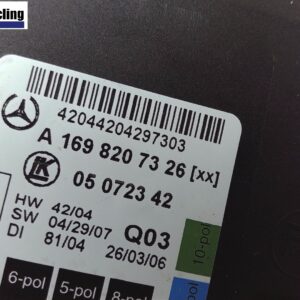 cling
42044204297303
A 169 820 73 26 [xx]
LK 05 0723 42
HW 42/04
SW 04/29/07 Q03
DI 81/04 26/03/06
10-pol
6-pol 5-pol 8-pol